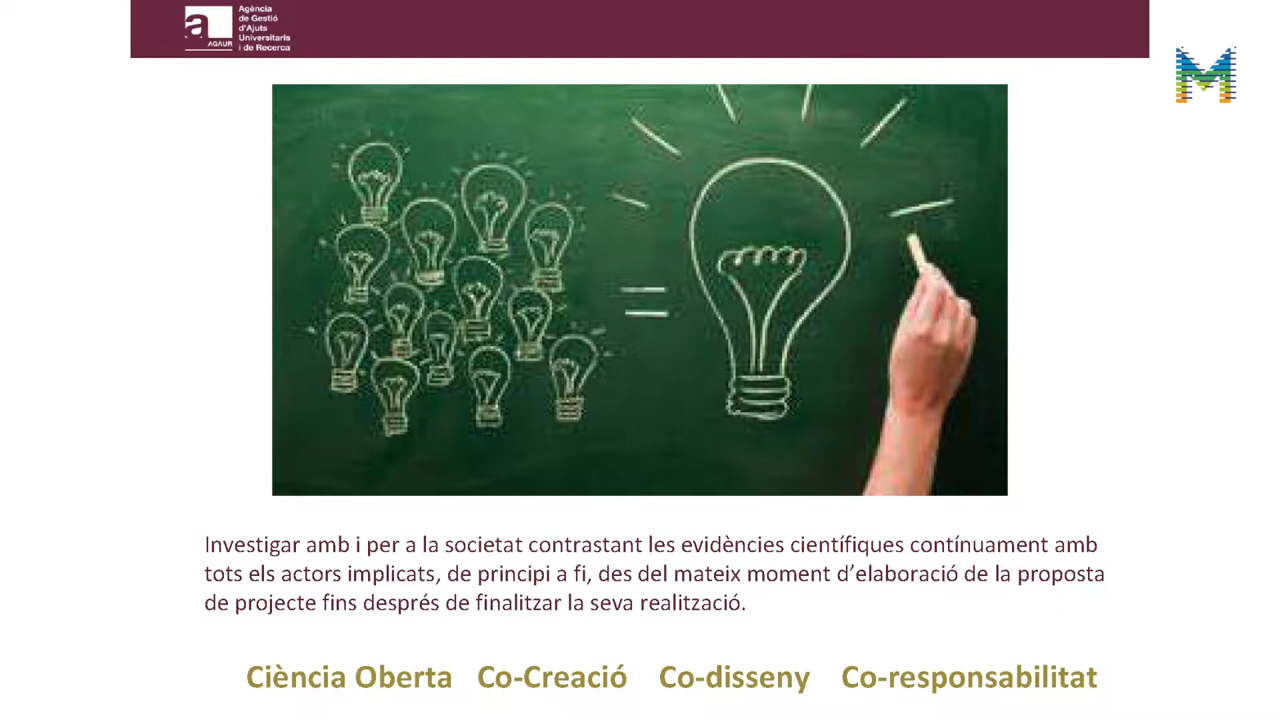 Agència
de Gestió
d'Ajuts
Universitaris
i de Recerca
a
AGAUR
M
=
Investigar amb i per a la societat contrastant les evidències científiques contínuament amb
tots els actors implicats, de principi a fi, des del mateix moment d’elaboració de la proposta
de projecte fins després de finalitzar la seva realització.
Ciència Oberta Co-Creació Co-disseny Co-responsabilitat